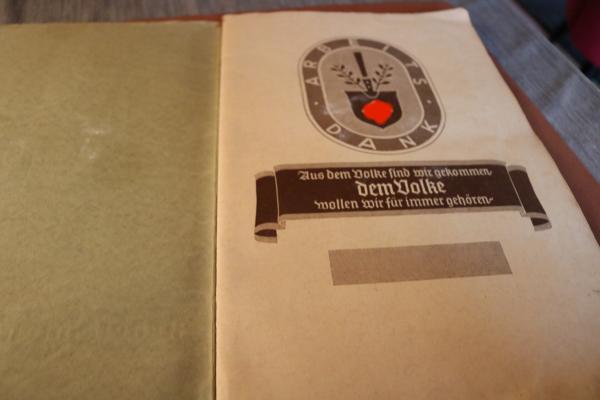 ARBEITS
DANK
Aus dem Volke sind wir gekommen
dem Volke
wollen wir für immer gehören